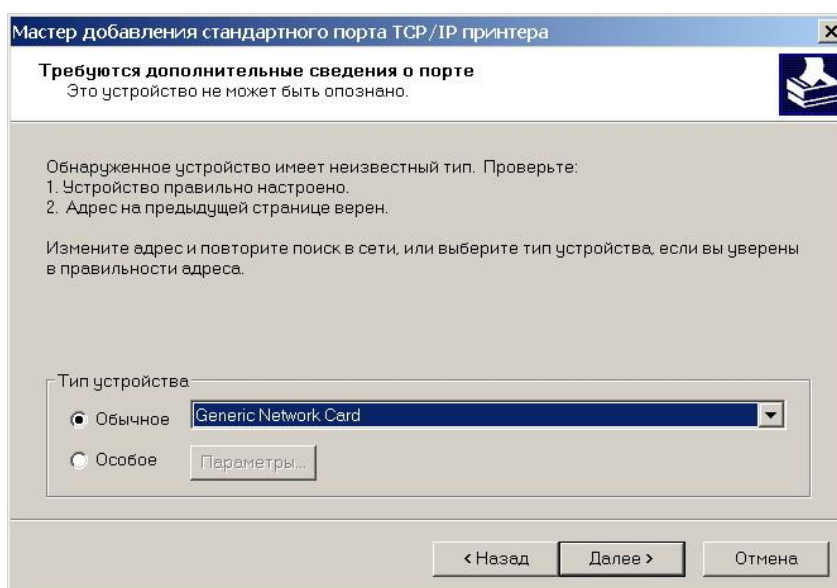 Мастер добавления стандартного порта TCP/IP принтера
Требуются дополнительные сведения о порте
Это устройство не может быть опознано.
Обнаруженное устройство имеет неизвестный тип. Проверьте:
1. Устройство правильно настроено.
2. Адрес на предыдущей странице верен.
Измените адрес и повторите поиск в сети, или выберите тип устройства, если вы уверены
в правильности адреса.
Тип устройства
Обычное
Generic Network Card
Особое
Параметры...
< Назад
Далее >
Отмена